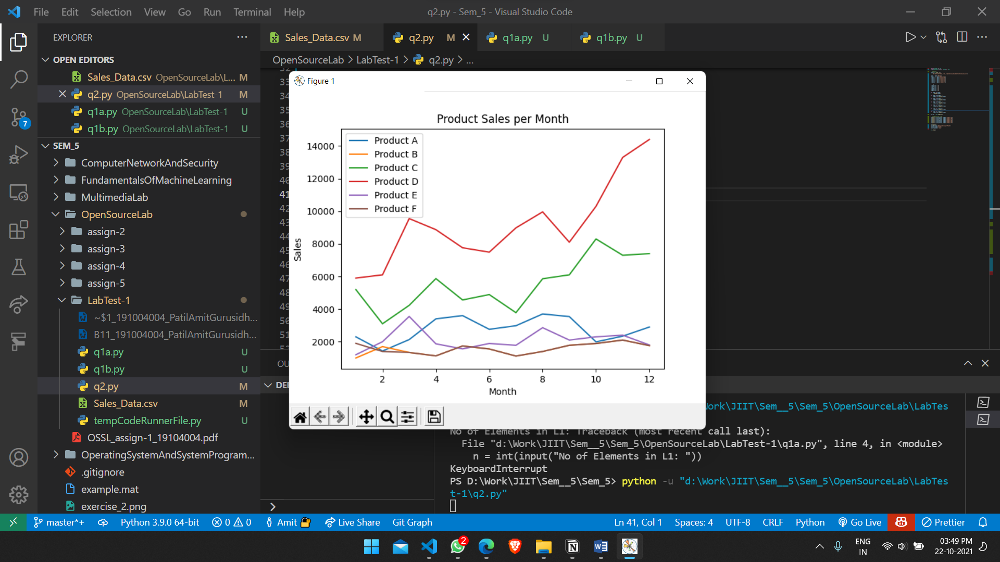 File Edit Selection View Go Run Terminal Help
q2.py - Sem_5 - Visual Studio Code
EXPLORER
OPEN EDITORS
Sales_Data.csv OpenSourceLab\L... M
q2.py OpenSourceLab\LabTest-1 M
q1a.py OpenSourceLab\LabTest-1 U
q1b.py OpenSourceLab\LabTest-1 U
7
SEM_5
ComputerNetworkAndSecurity
FundamentalsOfMachineLearning
MultimediaLab
OpenSourceLab
assign-2
assign-3
assign-4
assign-5
LabTest-1
~$1_191004004_PatilAmitGurusidh...
B11_191004004_PatilAmitGurusidh...
q1a.py U
q1b.py U
q2.py M
Sales_Data.csv M
tempCodeRunnerFile.py U
OSSL_assign-1_19104004.pdf
OperatingSystemAndSystemProgram...
.gitignore
example.mat
exercise_2.png
Sales_Data.csv M
q2.py M
q1a.py U
q1b.py U
OpenSourceLab > LabTest-1 > q2.py > ...
32
33
34
35
36
37
38
39
40
41
42
43
44
45
46
47
48
49
50
51
52
Figure 1
Product Sales per Month
Product A
Product B
Product C
Product D
Product E
Product F
14000
12000
10000
8000
6000
4000
2000
Sales
2 4 6 8 10 12
Month
OU
DE
Work\JIIT\Sem__5\Sem_5\OpenSourceLab\LabTes
No of Elements in L1: Traceback (most recent call last):
File "d:\Work\JIIT\Sem__5\Sem_5\OpenSourceLab\LabTest-1\q1a.py", line 4, in <module>
n = int(input("No of Elements in L1: "))
KeyboardInterrupt
PS D:\Work\JIIT\Sem__5\Sem_5> python -u "d:\Work\JIIT\Sem__5\Sem_5\OpenSourceLab\LabTes
t-1\q2.py"
master*+ Python 3.9.0 64-bit 0 0 Amit Live Share Git Graph
Ln 41, Col 1 Spaces: 4 UTF-8 CRLF Python Go Live Prettier
2
ENG
IN
03:49 PM
22-10-2021